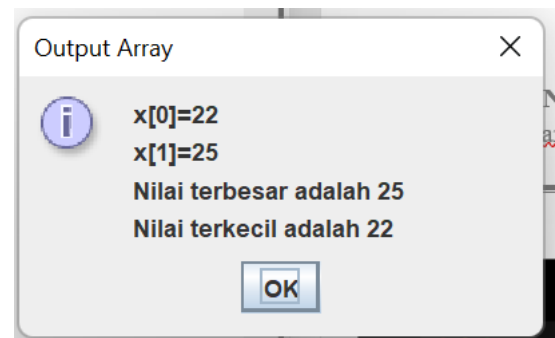 Output Array
x[0]=22
x[1]=25
Nilai terbesar adalah 25
Nilai terkecil adalah 22
OK